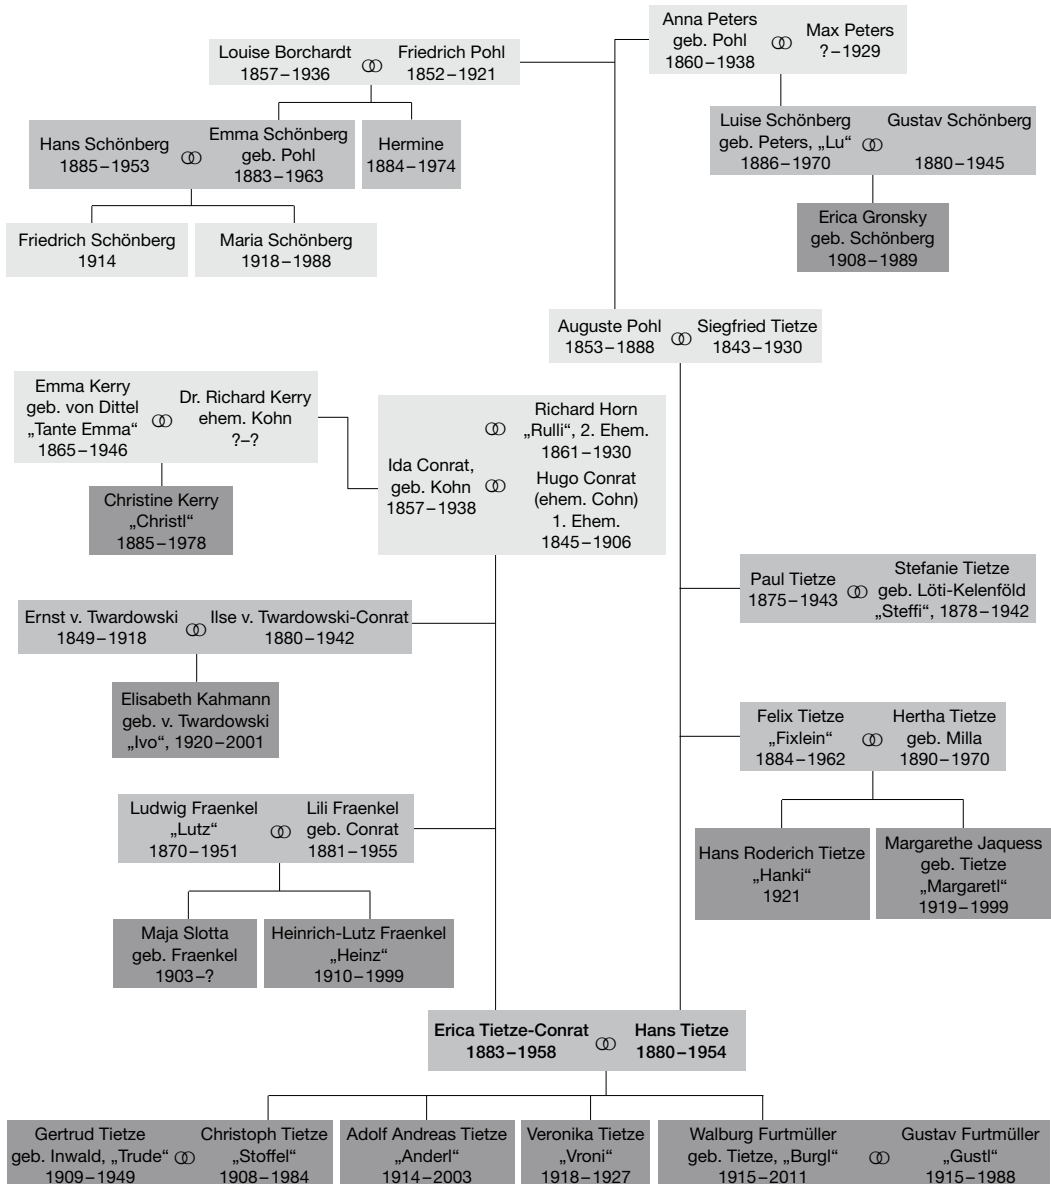 Anna Peters
geb. Pohl
1860–1938
Max Peters
?–1929
Louise Borchardt
1857–1936
Friedrich Pohl
1852–1921
Luise Schönberg
geb. Peters, „Lu“
1886–1970
Gustav Schönberg
1880–1945
Hans Schönberg
1885–1953
Emma Schönberg
geb. Pohl
1883–1963
Hermine
1884–1974
Erica Gronsky
geb. Schönberg
1908–1989
Friedrich Schönberg
1914
Maria Schönberg
1918–1988
Auguste Pohl
1853–1888
Siegfried Tietze
1843–1930
Emma Kerry
geb. von Dittel
„Tante Emma“
1865–1946
Dr. Richard Kerry
ehem. Kohn
?–?
Richard Horn
„Rulli“, 2. Ehem.
1861–1930
Ida Conrat,
geb. Kohn
1857–1938
Hugo Conrat
(ehem. Cohn)
1. Ehem.
1845–1906
Christine Kerry
„Christl“
1885–1978
Paul Tietze
1875–1943
Stefanie Tietze
geb. Löti-Kelenföld
„Steffi“, 1878–1942
Ernst v. Twardowski
1849–1918
Ilse v. Twardowski-Conrat
1880–1942
Elisabeth Kahmann
geb. v. Twardowski
„Ivo“, 1920–2001
Felix Tietze
„Fixlein“
1884–1962
Hertha Tietze
geb. Milla
1890–1970
Ludwig Fraenkel
„Lutz“
1870–1951
Lili Fraenkel
geb. Conrat
1881–1955
Hans Roderich Tietze
„Hanki“
1921
Margarethe Jaquess
geb. Tietze
„Margaretl“
1919–1999
Maja Slotta
geb. Fraenkel
1903–?
Heinrich-Lutz Fraenkel
„Heinz“
1910–1999
Erica Tietze-Conrat
1883–1958
Hans Tietze
1880–1954
Gertrud Tietze
geb. Inwald, „Trude“
1909–1949
Christoph Tietze
„Stoffel“
1908–1984
Adolf Andreas Tietze
„Anderl“
1914–2003
Veronika Tietze
„Vroni“
1918–1927
Walburg Furtmüller
geb. Tietze, „Burgl“
1915–2011
Gustav Furtmüller
„Gustl“
1915–1988